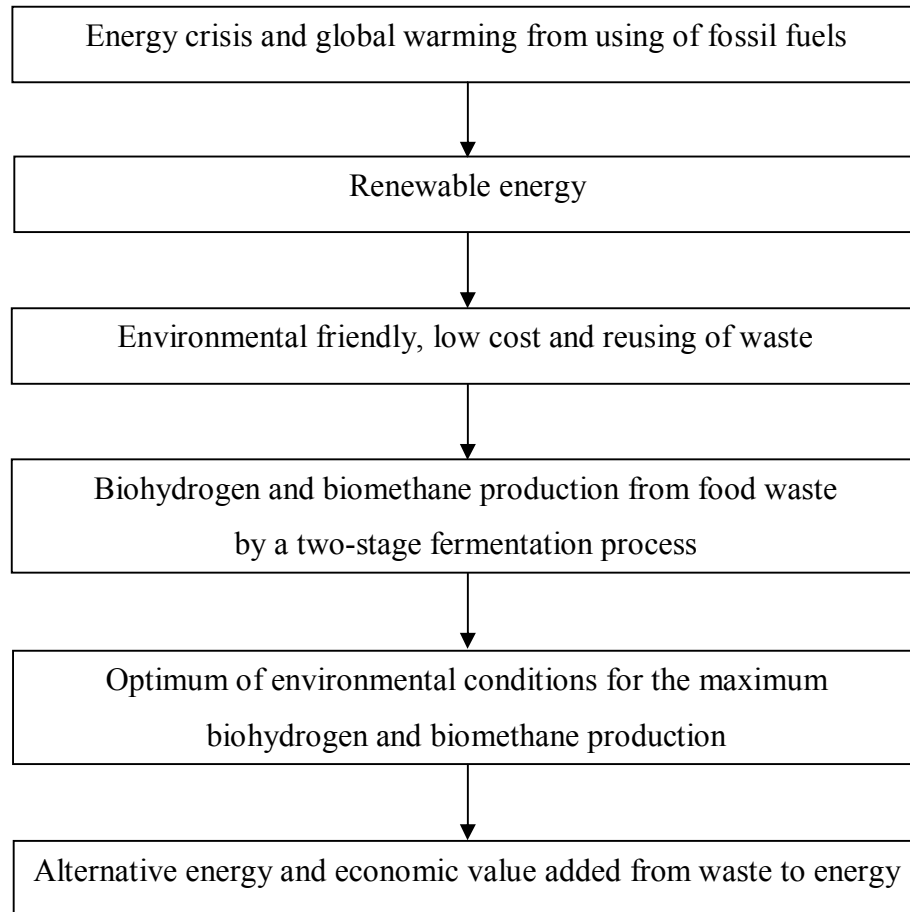 Energy crisis and global warming from using of fossil fuels
Renewable energy
Environmental friendly, low cost and reusing of waste
Biohydrogen and biomethane production from food waste
by a two-stage fermentation process
Optimum of environmental conditions for the maximum
biohydrogen and biomethane production
Alternative energy and economic value added from waste to energy